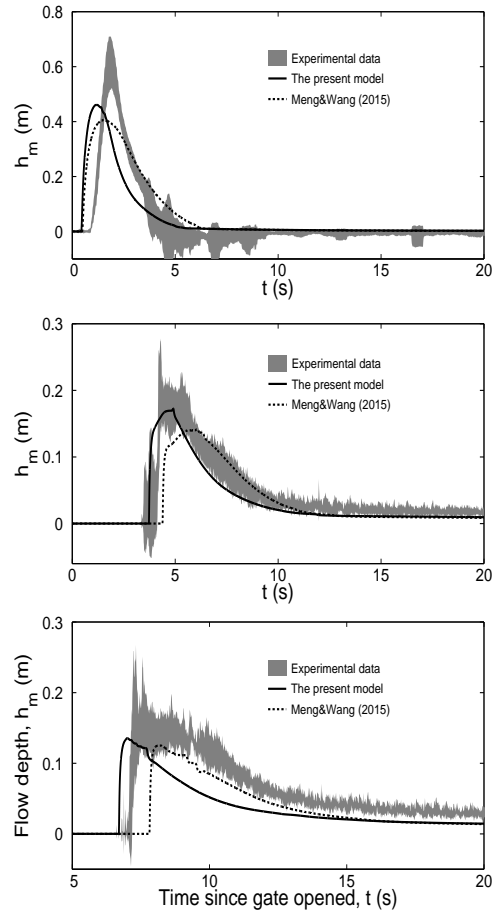 0.8
0.6
0.4
0.2
0
h_m (m)
Experimental data
The present model
Meng&Wang (2015)
0 5 10 15 20
t (s)
0.3
0.2
0.1
0
h_m (m)
Experimental data
The present model
Meng&Wang (2015)
0 5 10 15 20
t (s)
0.3
0.2
0.1
0
Flow depth, h_m (m)
Experimental data
The present model
Meng&Wang (2015)
5 10 15 20
Time since gate opened, t (s)